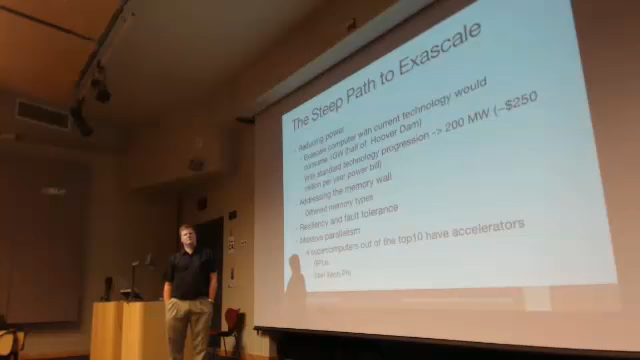 The Steep Path to Exascale
Reducing power
Exascale computer with current technology would
consume 1GW (half of Hoover Dam)
With standard technology progression -> 200 MW (~$250
million per year power bill)
Addressing the memory wall
Different memory types
Resiliency and fault tolerance
Massive parallelism
4 supercomputers out of the top10 have accelerators
GPUs
Intel Xeon Phi